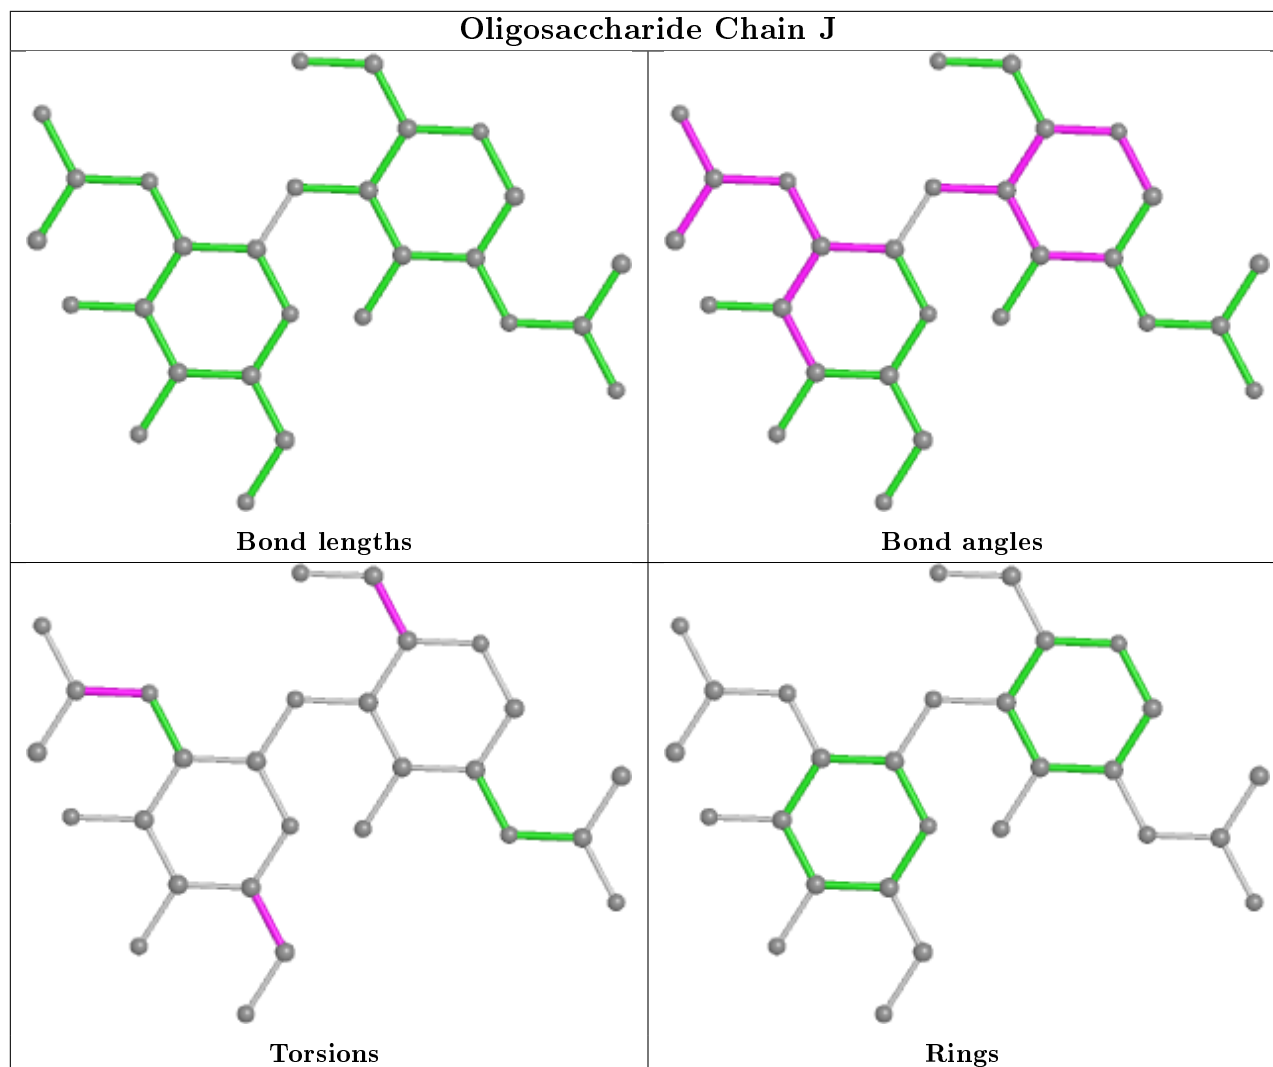 Oligosaccharide Chain J
Bond lengths
Bond angles
Torsions
Rings